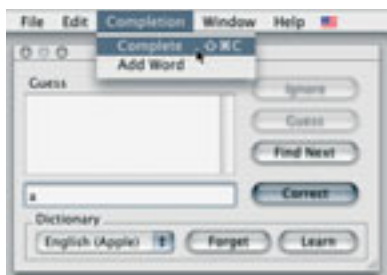 File Edit Completion Window Help
Complete ⇧⌘C
Add Word
Guess
Ignore
Guess
Find Next
a
Correct
Dictionary
English (Apple) Forget Learn